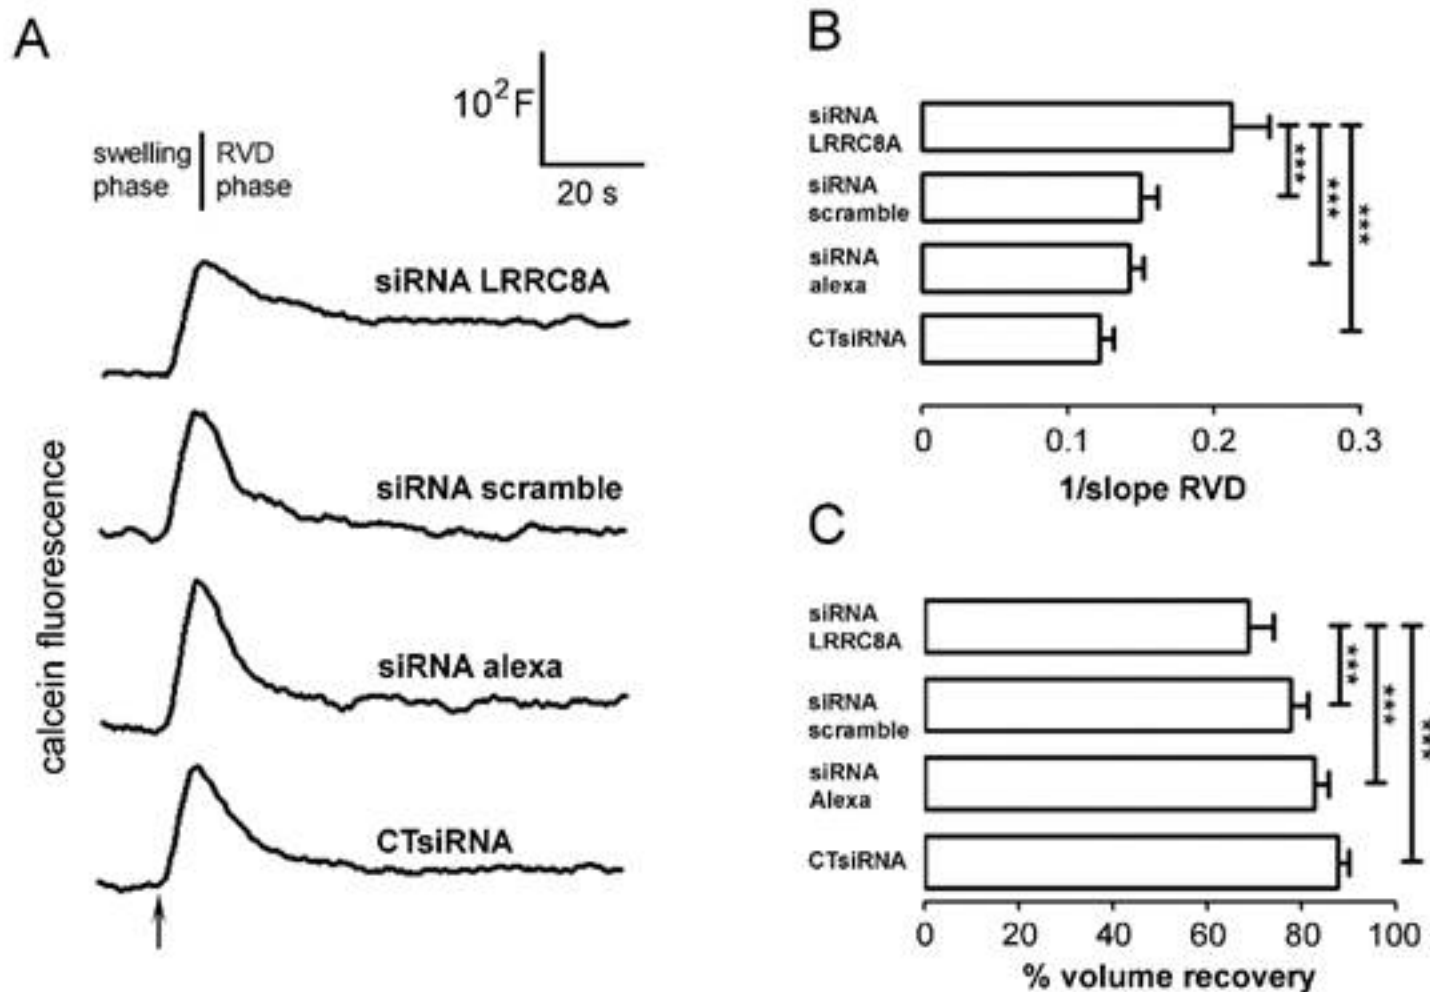 A
10²F
20 s
swelling
phase
RVD
phase
siRNA LRRC8A
siRNA scramble
siRNA alexa
CTsiRNA
calcein fluorescence
B
siRNA
LRRC8A
siRNA
scramble
siRNA
alexa
CTsiRNA
***
***
***
0 0.1 0.2 0.3
1/slope RVD
C
siRNA
LRRC8A
siRNA
scramble
siRNA
Alexa
CTsiRNA
***
***
***
0 20 40 60 80 100
% volume recovery